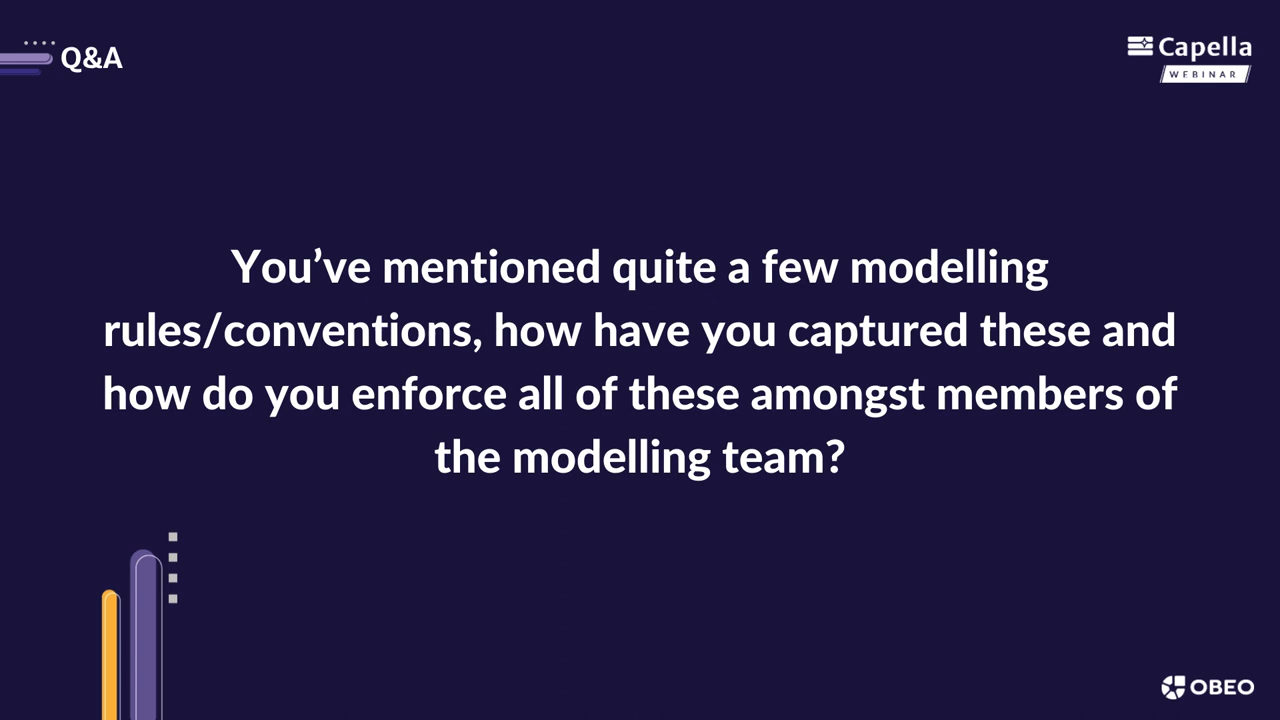 Q&A
Capella
WEBINAR
You’ve mentioned quite a few modelling
rules/conventions, how have you captured these and
how do you enforce all of these amongst members of
the modelling team?
OBEO